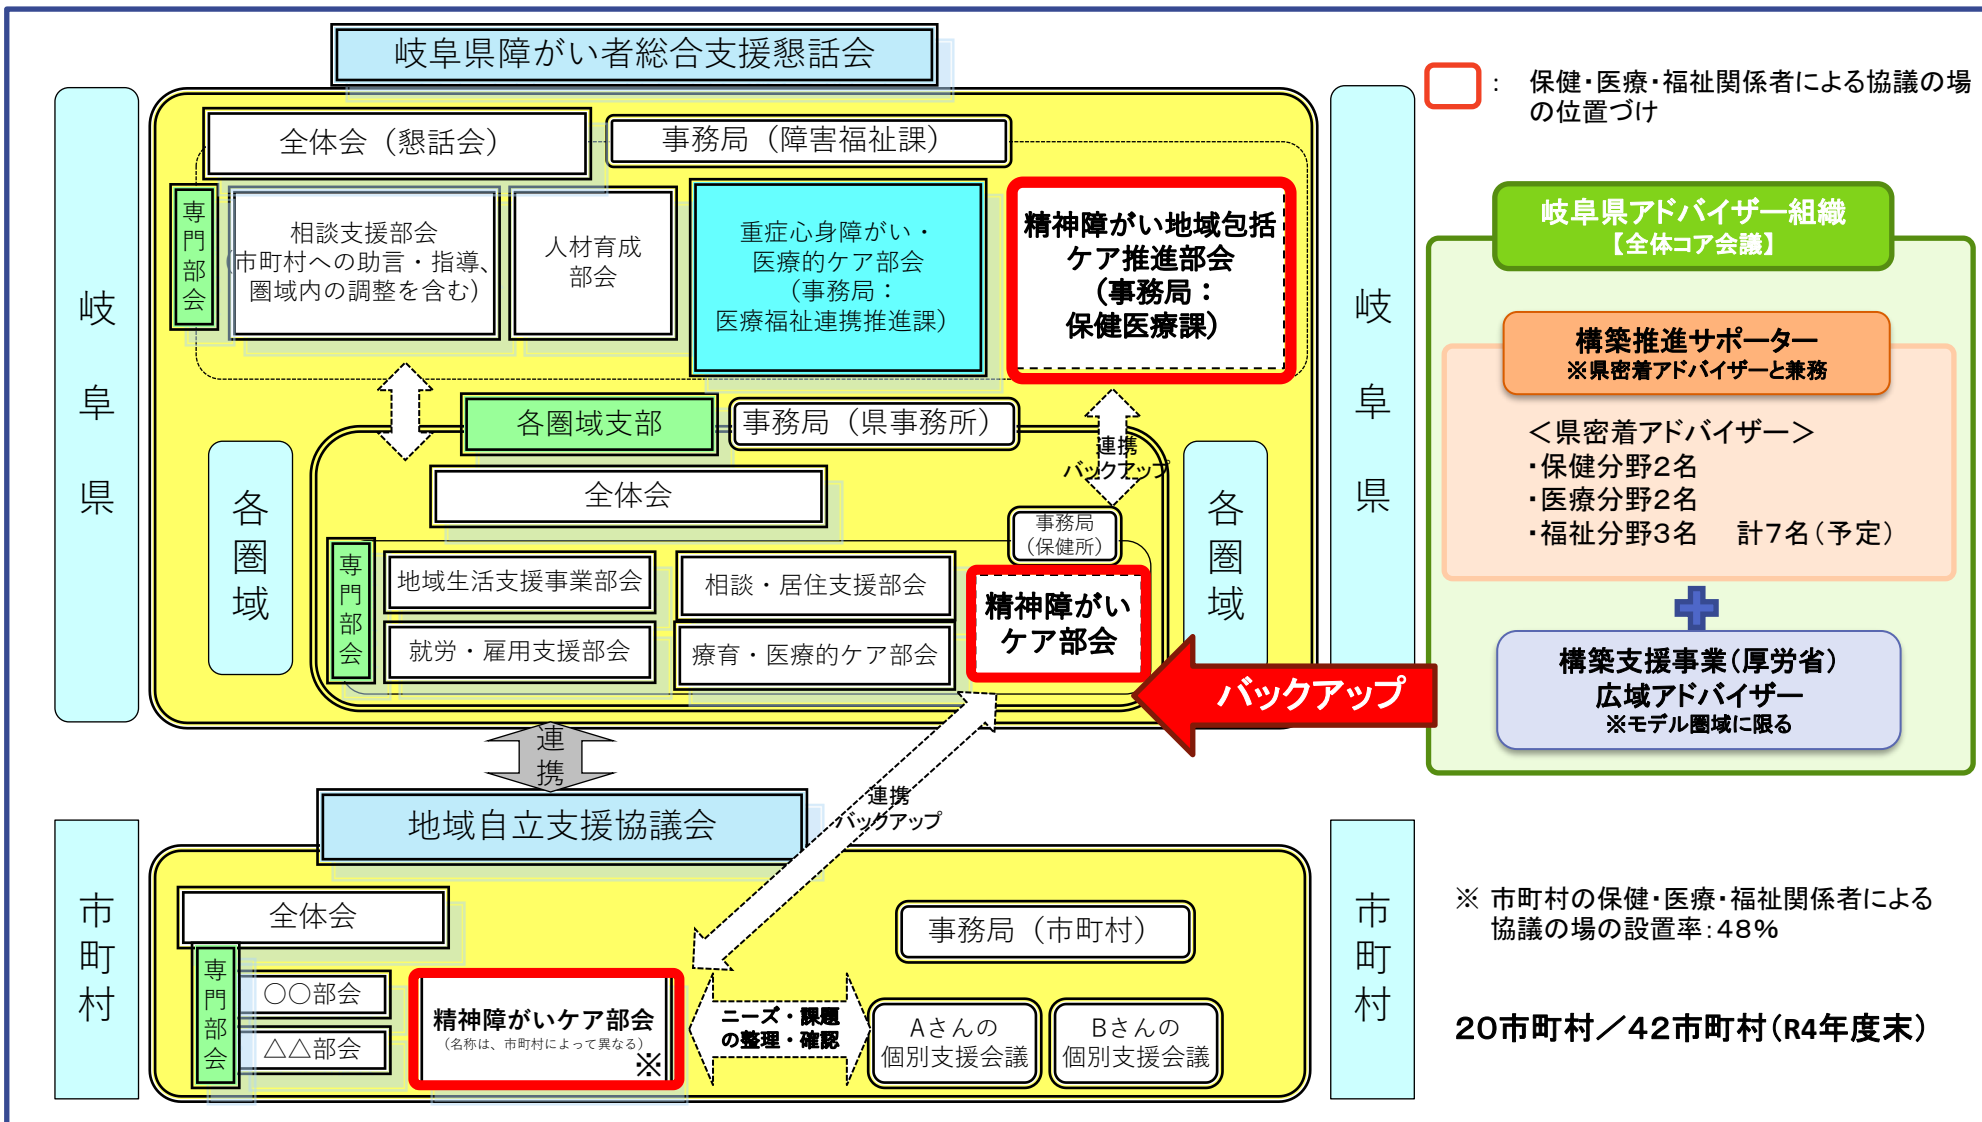 岐阜県障がい者総合支援懇話会
岐阜県
全体会（懇話会）
事務局（障害福祉課）
専門部会
相談支援部会
（市町村への助言・指導、
圏域内の調整を含む）
人材育成
部会
重症心身障がい・
医療的ケア部会
（事務局：
医療福祉連携推進課）
精神障がい地域包括
ケア推進部会
（事務局：
保健医療課）
岐阜県
各圏域支部
事務局（県事務所）
連携
バックアップ
各圏域
全体会
事務局
（保健所）
専門部会
地域生活支援事業部会
相談・居住支援部会
就労・雇用支援部会
療育・医療的ケア部会
精神障がい
ケア部会
各圏域
バックアップ
連携
連携
バックアップ
地域自立支援協議会
市町村
全体会
専門部会
○○部会
△△部会
精神障がいケア部会
（名称は、市町村によって異なる）
※
ニーズ・課題
の整理・確認
事務局（市町村）
Aさんの
個別支援会議
Bさんの
個別支援会議
市町村
： 保健・医療・福祉関係者による協議の場
の位置づけ
岐阜県アドバイザー組織
【全体コア会議】
構築推進サポーター
※県密着アドバイザーと兼務
＜県密着アドバイザー＞
・保健分野2名
・医療分野2名
・福祉分野3名 計7名（予定）
構築支援事業（厚労省）
広域アドバイザー
※モデル圏域に限る
※ 市町村の保健・医療・福祉関係者による
協議の場の設置率：48％
20市町村／42市町村（R4年度末）